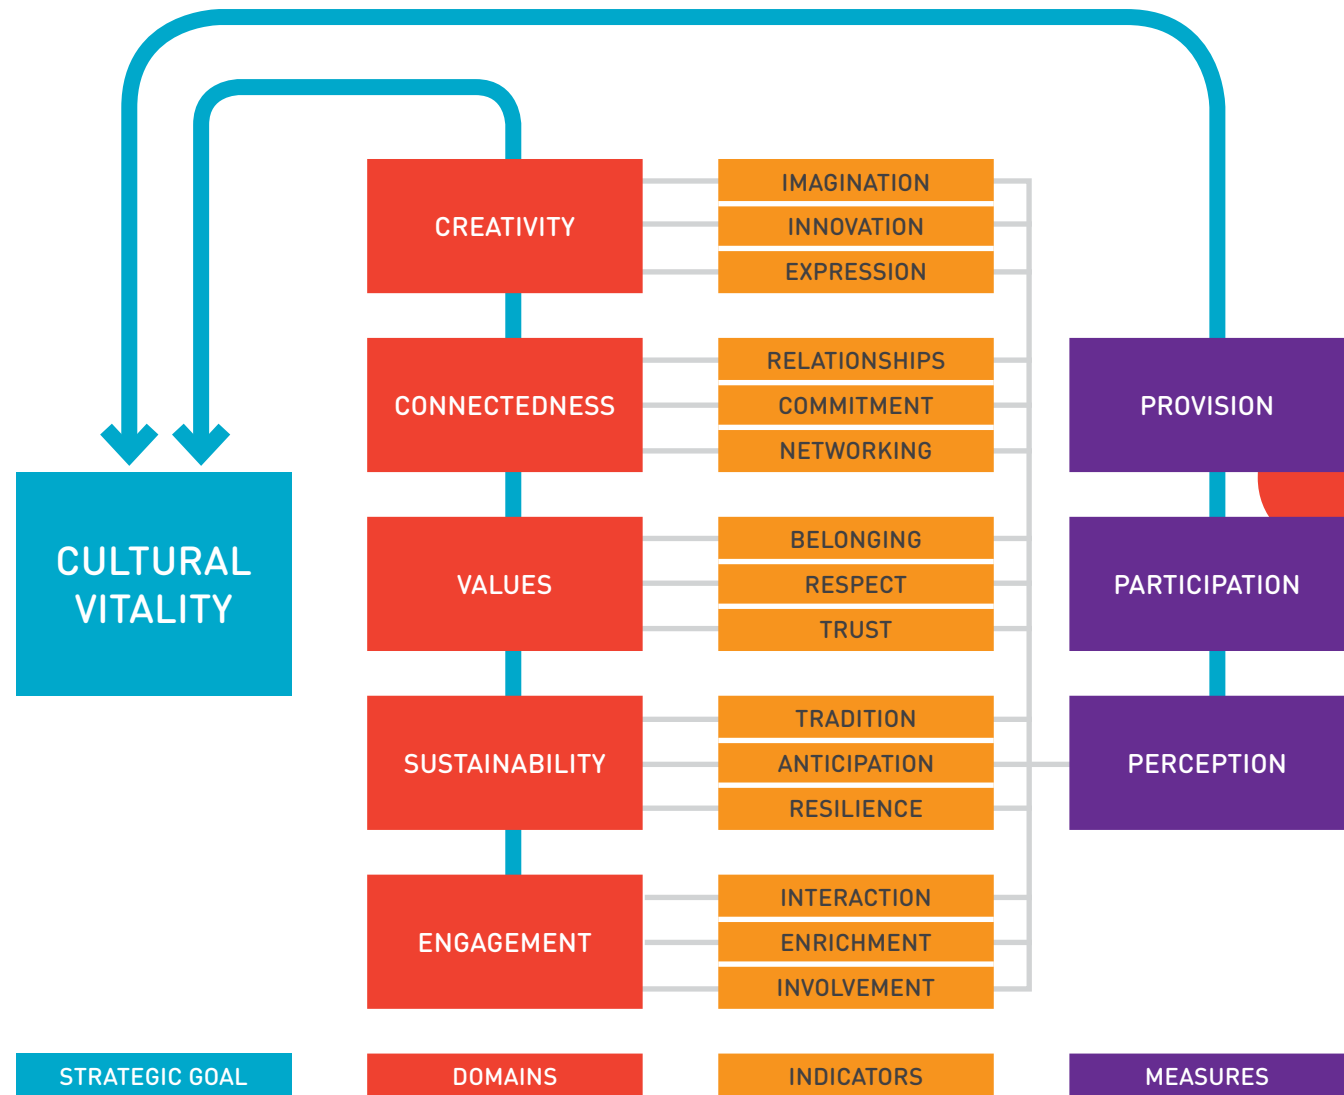 CREATIVITY
IMAGINATION
INNOVATION
EXPRESSION
CONNECTEDNESS
RELATIONSHIPS
COMMITMENT
NETWORKING
PROVISION
CULTURAL
VITALITY
VALUES
BELONGING
RESPECT
TRUST
PARTICIPATION
SUSTAINABILITY
TRADITION
ANTICIPATION
RESILIENCE
PERCEPTION
ENGAGEMENT
INTERACTION
ENRICHMENT
INVOLVEMENT
STRATEGIC GOAL
DOMAINS
INDICATORS
MEASURES